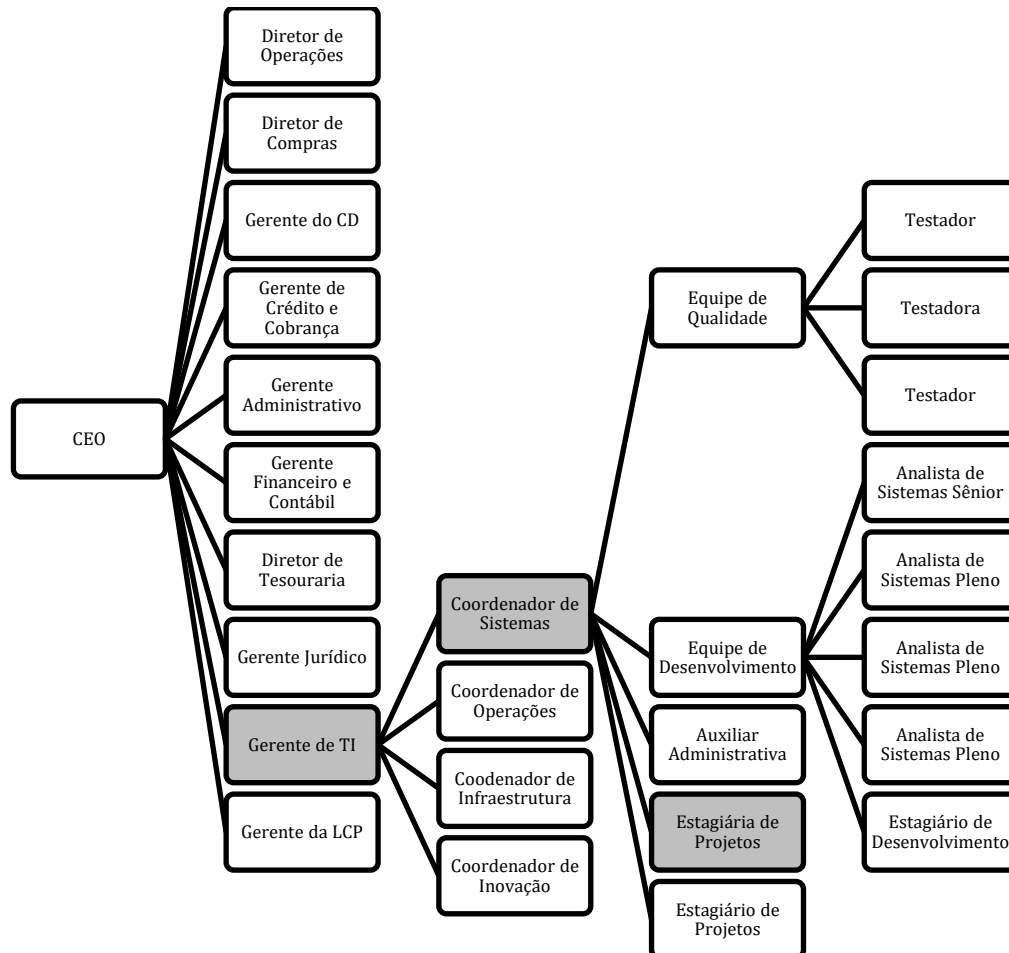 Diretor de
Operações
Diretor de
Compras
Gerente do CD
Gerente de
Crédito e
Cobrança
Gerente
Administrativo
CEO
Gerente
Financeiro e
Contábil
Diretor de
Tesouraria
Gerente Jurídico
Gerente de TI
Gerente da LCP
Coordenador de
Sistemas
Coordenador de
Operações
Coodenador de
Infraestrutura
Coordenador de
Inovação
Equipe de
Qualidade
Equipe de
Desenvolvimento
Auxiliar
Administrativa
Estagiária de
Projetos
Estagiário de
Projetos
Testador
Testadora
Testador
Analista de
Sistemas Sênior
Analista de
Sistemas Pleno
Analista de
Sistemas Pleno
Analista de
Sistemas Pleno
Estagiário de
Desenvolvimento